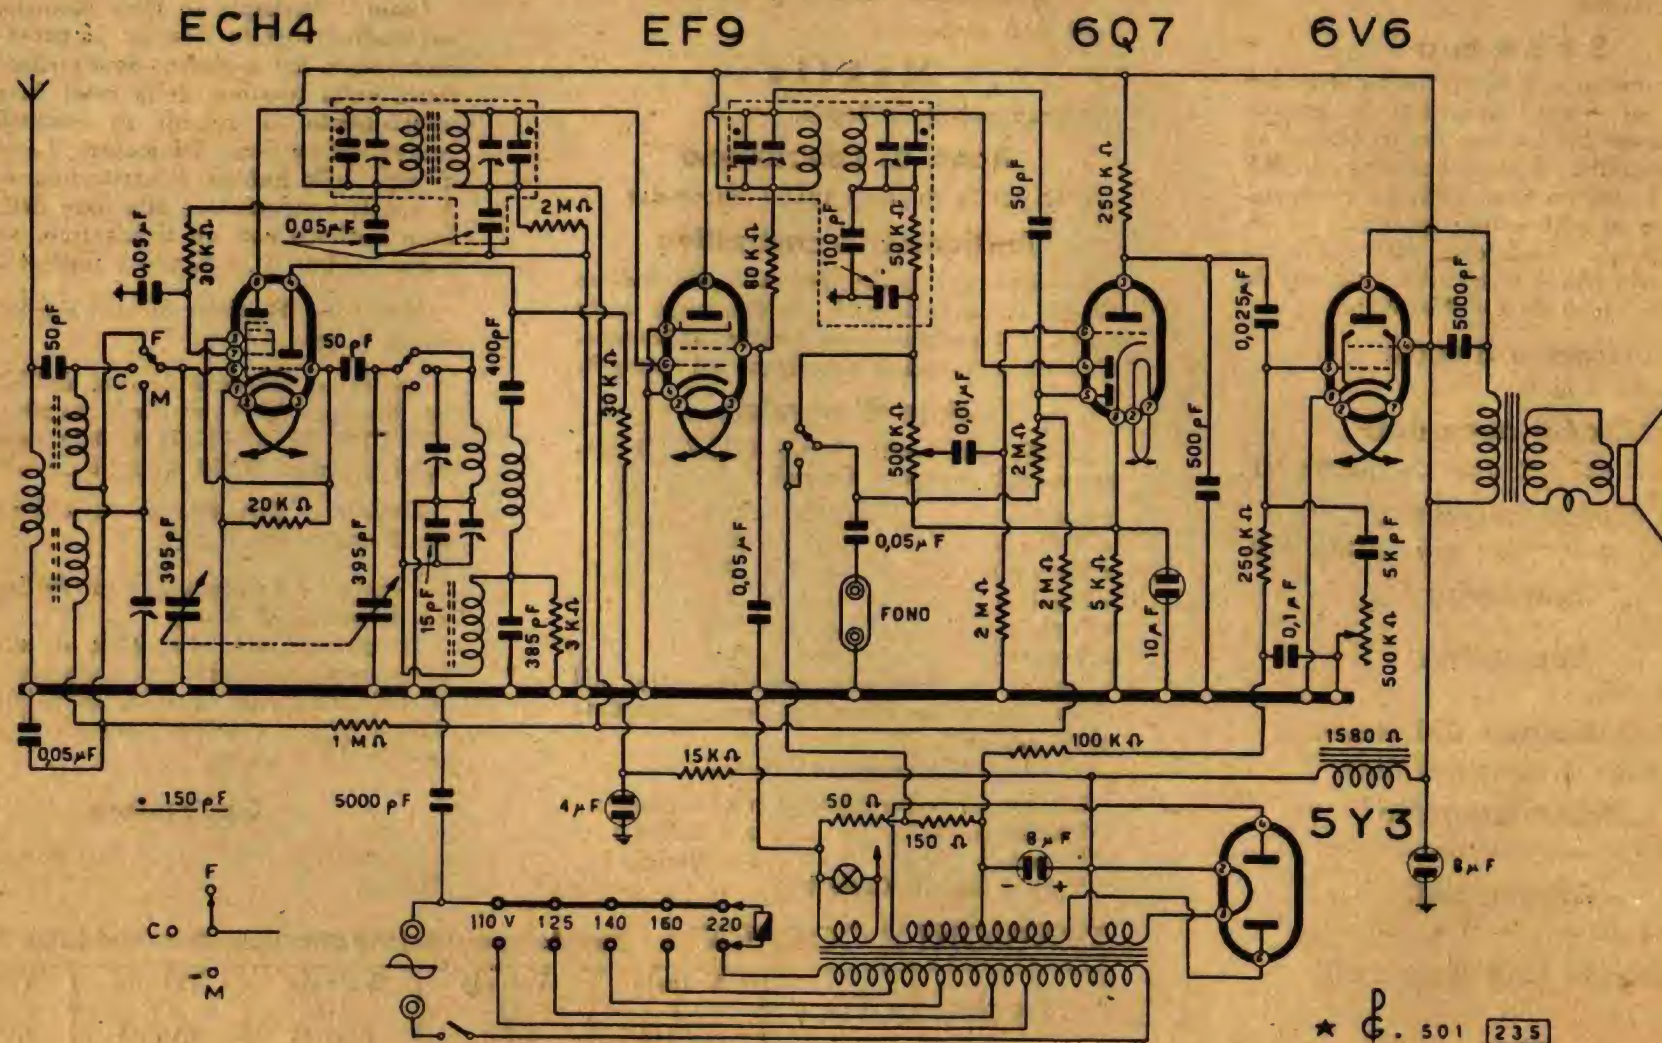 ECH4 EF9 6Q7 6V6
0,05µF
30KΩ
0,05µF
2MΩ
50pF
F
C
M
50pF
400pF
30KΩ
80KΩ
100pF
50KΩ
50pF
250KΩ
0,025µF
5000pF
20KΩ
395pF
395pF
15pF
385pF
3KΩ
0,05µF
500KΩ
0,01µF
2MΩ
0,05µF
FONO
2MΩ
2MΩ
5KΩ
10µF
500pF
250KΩ
0,1µF
5KpF
500KΩ
0,05µF
1MΩ
15KΩ
100KΩ
1580Ω
• 150pF
5000pF
4µF
50Ω
150Ω
8µF
- +
5Y3
8µF
F
C
M
110V 125 140 160 220
501 235